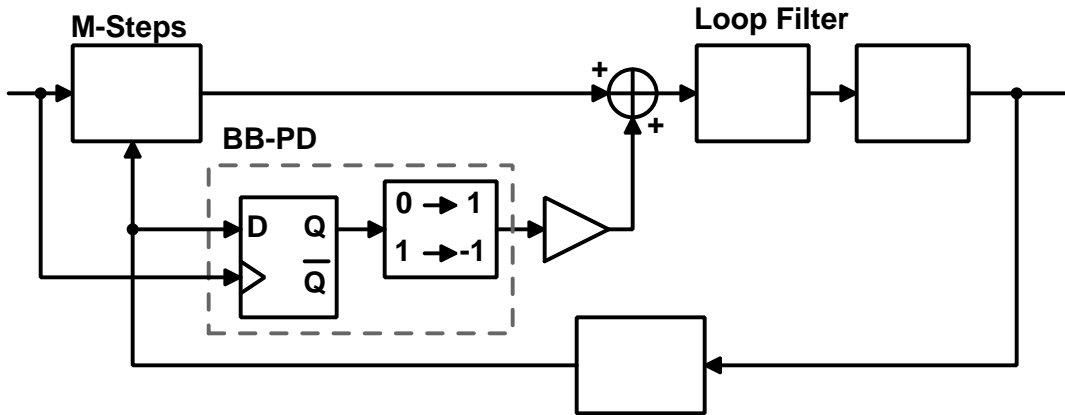 M-Steps
Loop Filter
+
+
BB-PD
D Q
Q̅
0 → 1
1 → -1